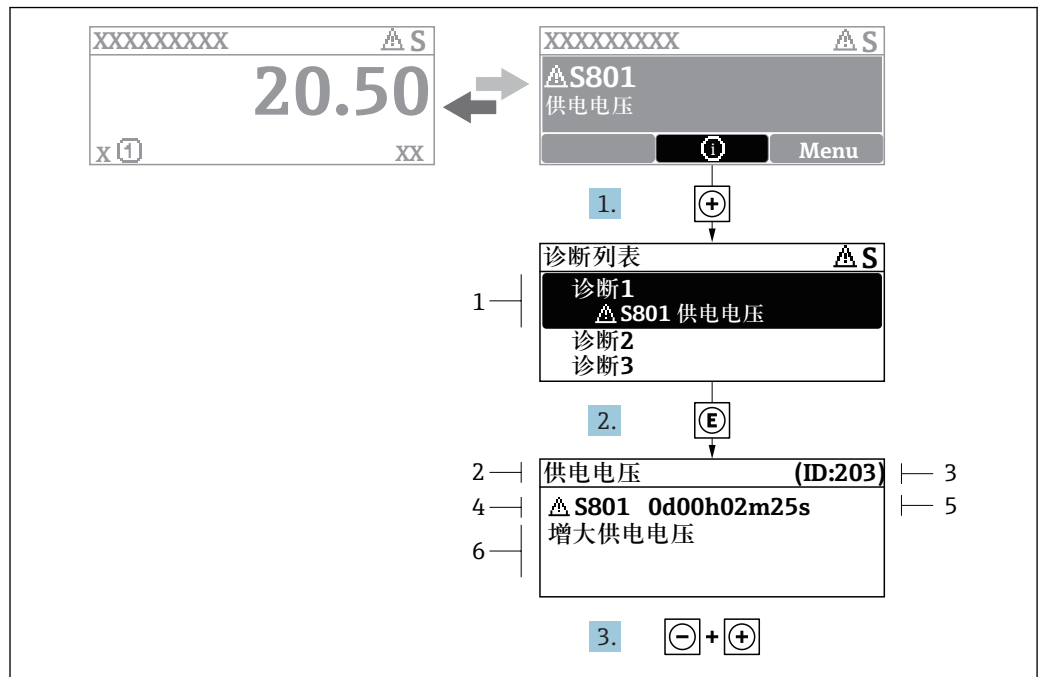 XXXXXXXXX ⚠ S
20.50
X 1 XX
XXXXXXXXX ⚠ S
⚠S801
供电电压
i Menu
1. +
诊断列表 ⚠ S
1 诊断1
⚠ S801 供电电压
诊断2
诊断3
2. E
2 供电电压 (ID:203) 3
4 ⚠ S801 0d00h02m25s 5
6 增大供电电压
3. - + +